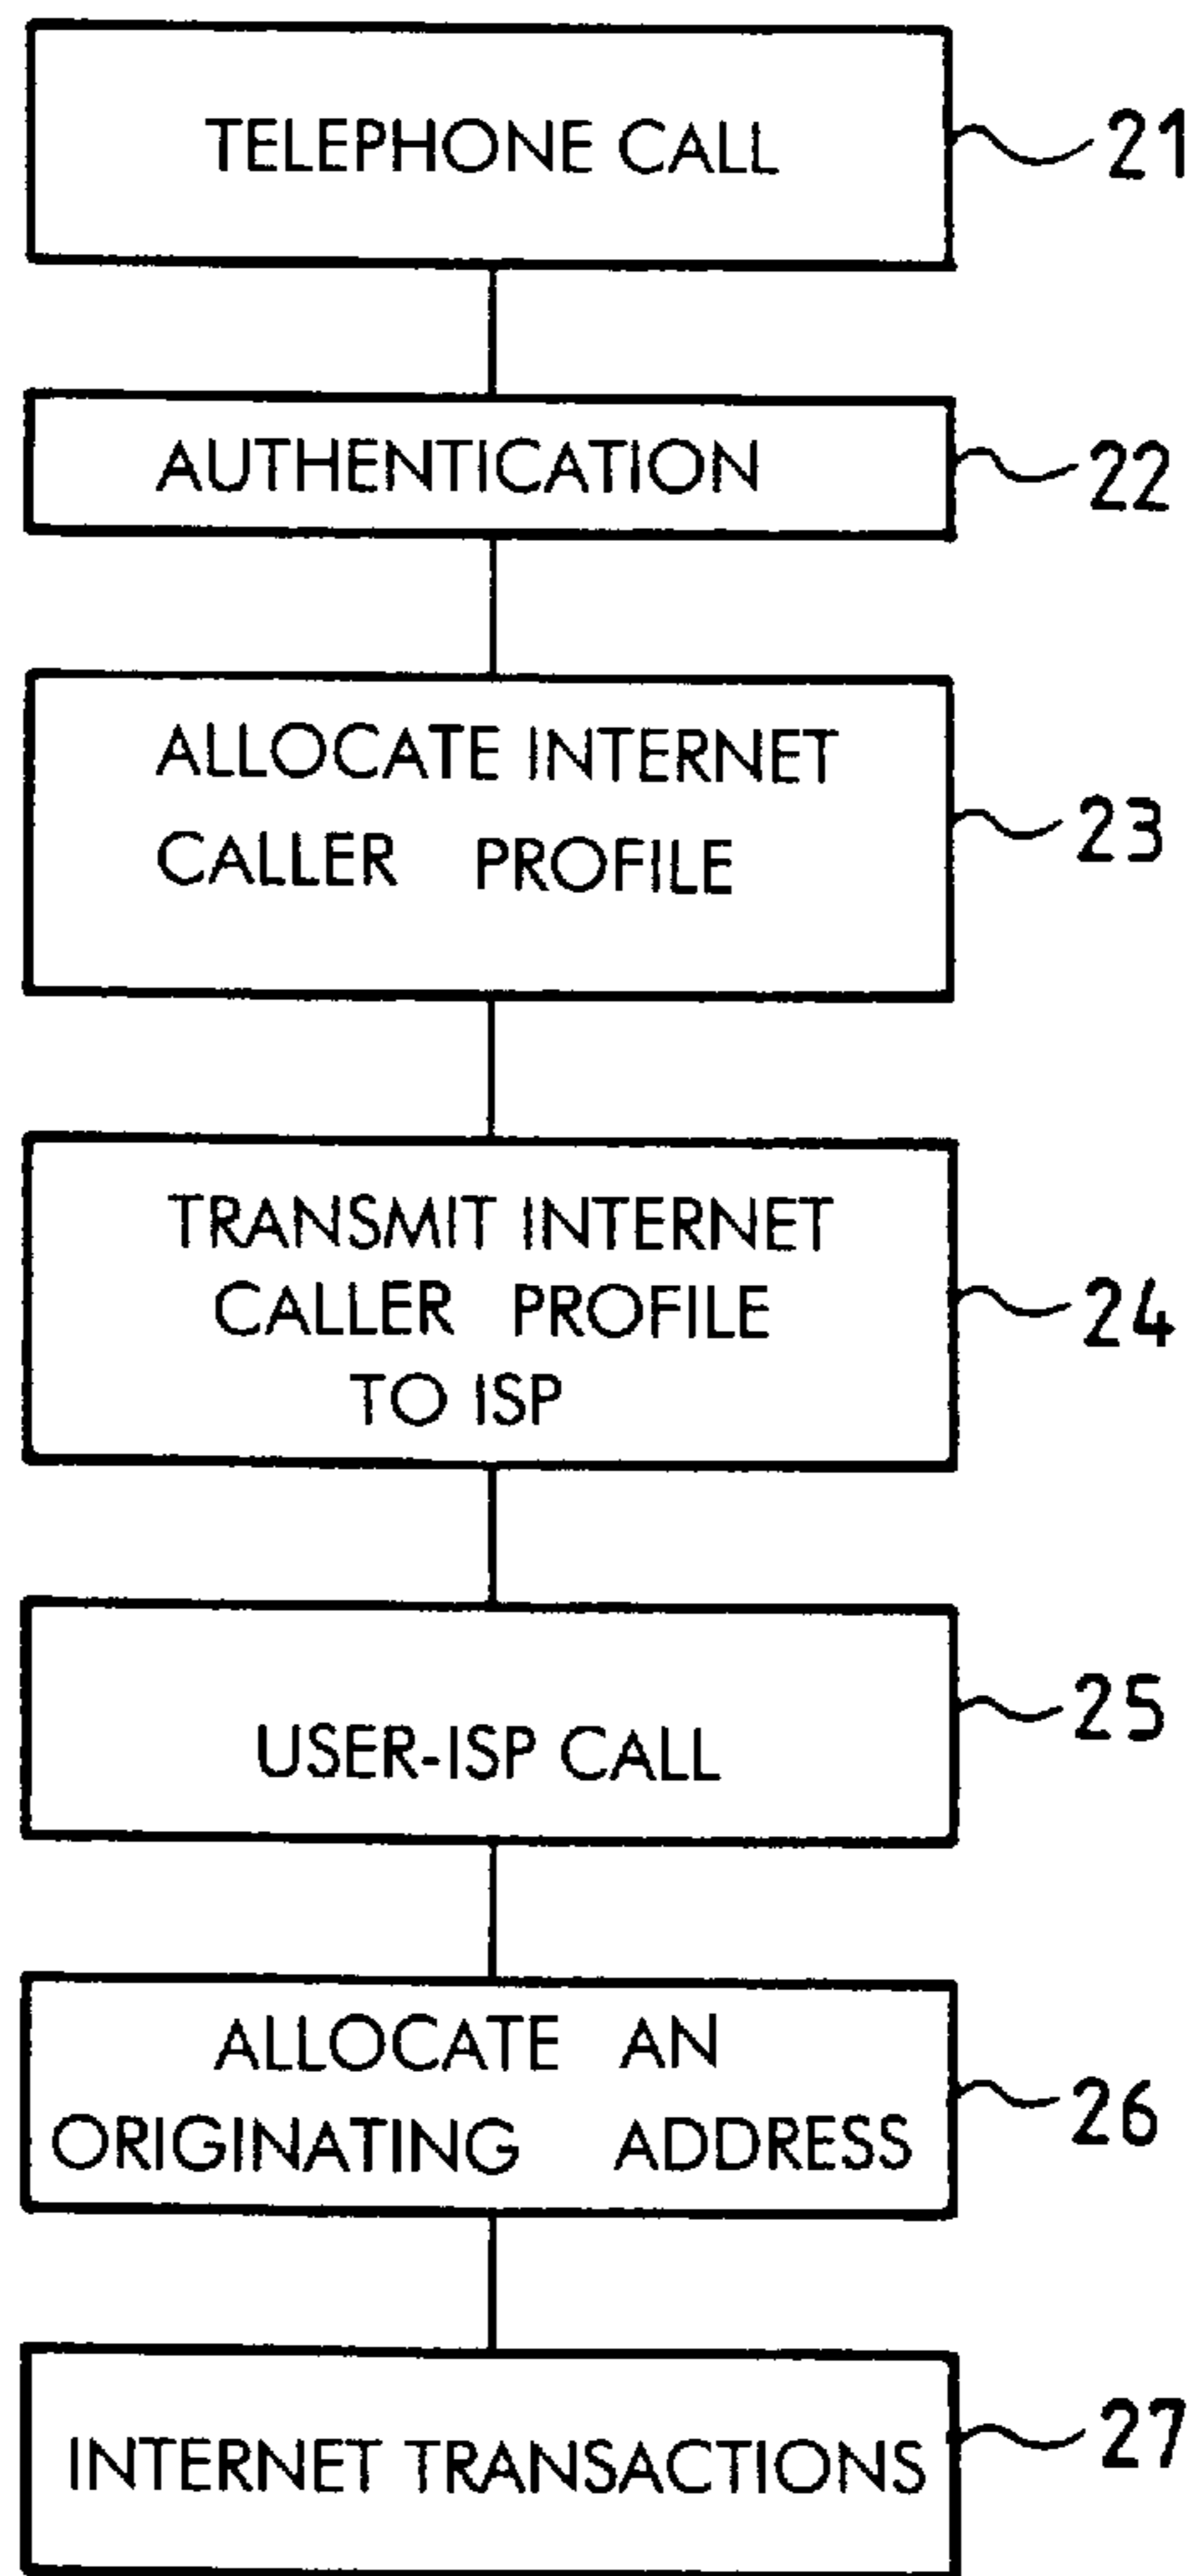 TELEPHONE CALL
21
AUTHENTICATION
22
ALLOCATE INTERNET
CALLER PROFILE
23
TRANSMIT INTERNET
CALLER PROFILE
TO ISP
24
USER-ISP CALL
25
ALLOCATE AN
ORIGINATING ADDRESS
26
INTERNET TRANSACTIONS
27